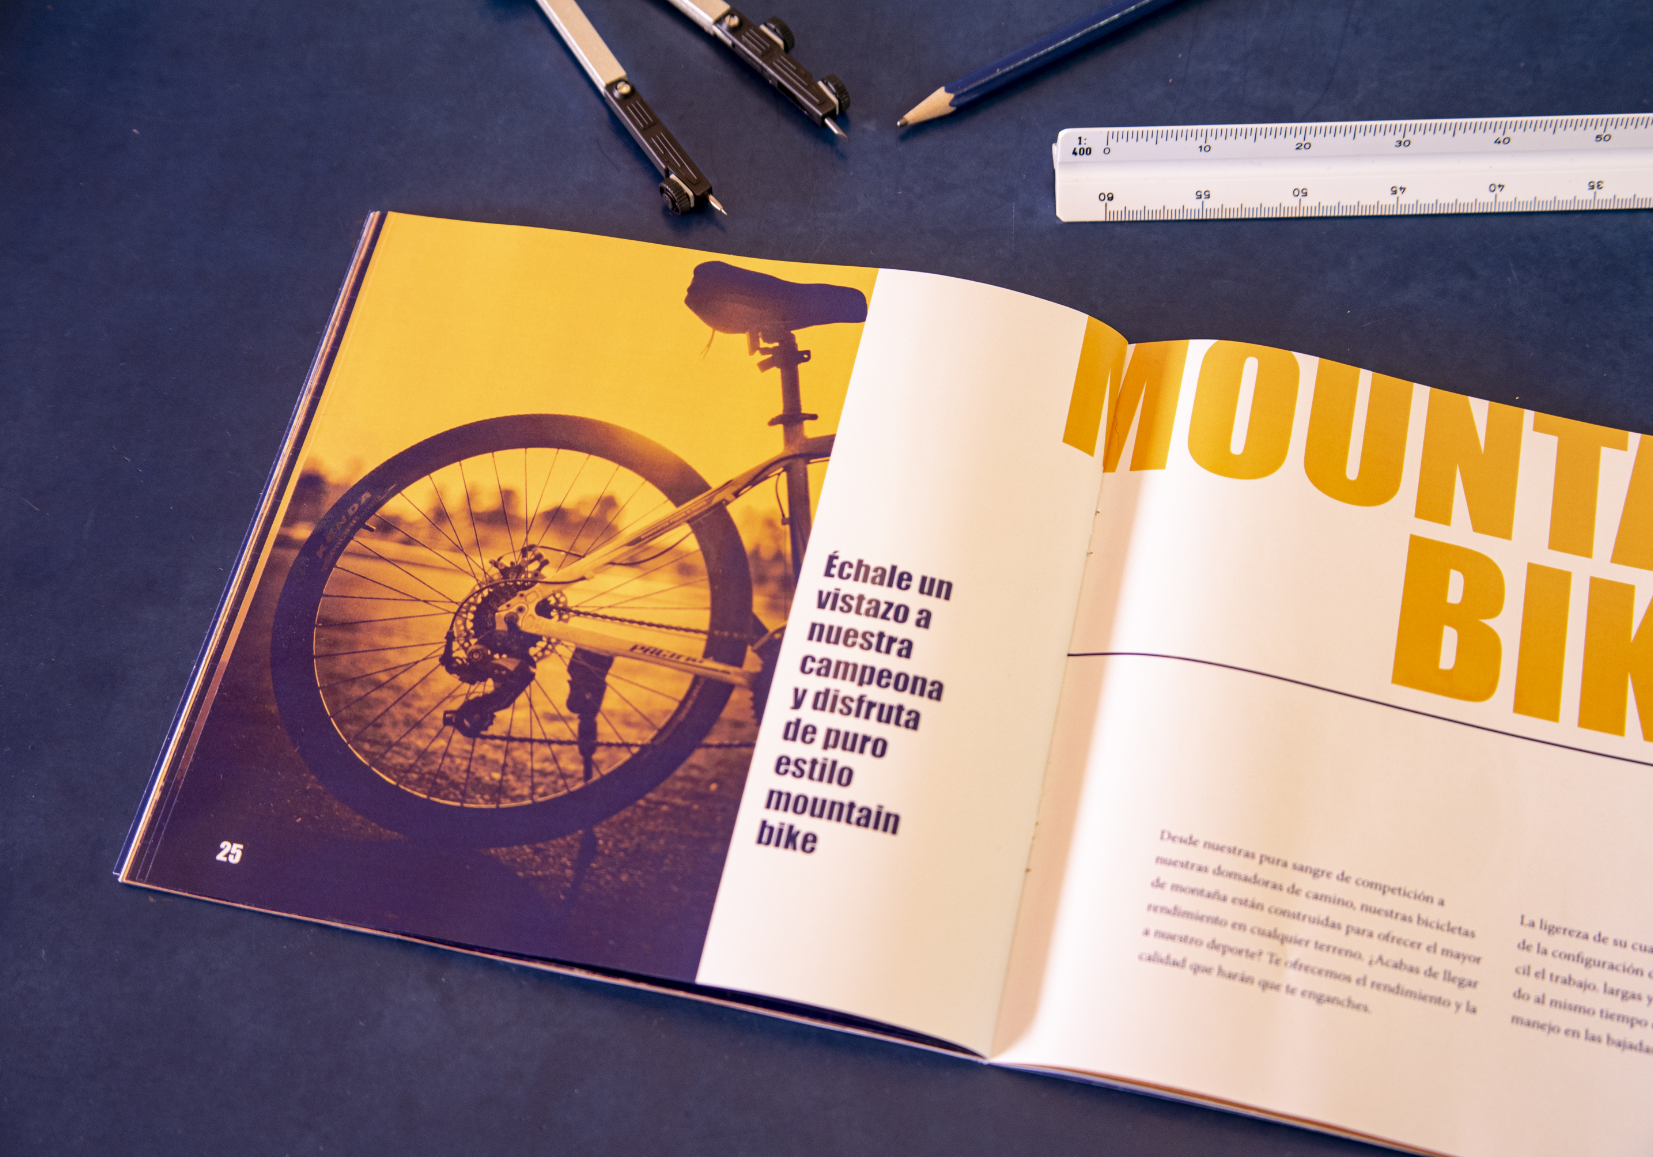 1:
400
0 10 20 30 40 50
60 55 50 45 40 35
KENDA
25
Échale un
vistazo a
nuestra
campeona
y disfruta
de puro
estilo
mountain
bike
MOUNTA
BIK
Desde nuestras pura sangre de competición a
nuestras domadoras de camino, nuestras bicicletas
de montaña están construidas para ofrecer el mayor
rendimiento en cualquier terreno. ¿Acabas de llegar
a nuestro deporte? Te ofrecemos el rendimiento y la
calidad que harán que te enganches.
La ligereza de su cua
de la configuración
cil el trabajo. largas y
do al mismo tiempo
manejo en las bajada